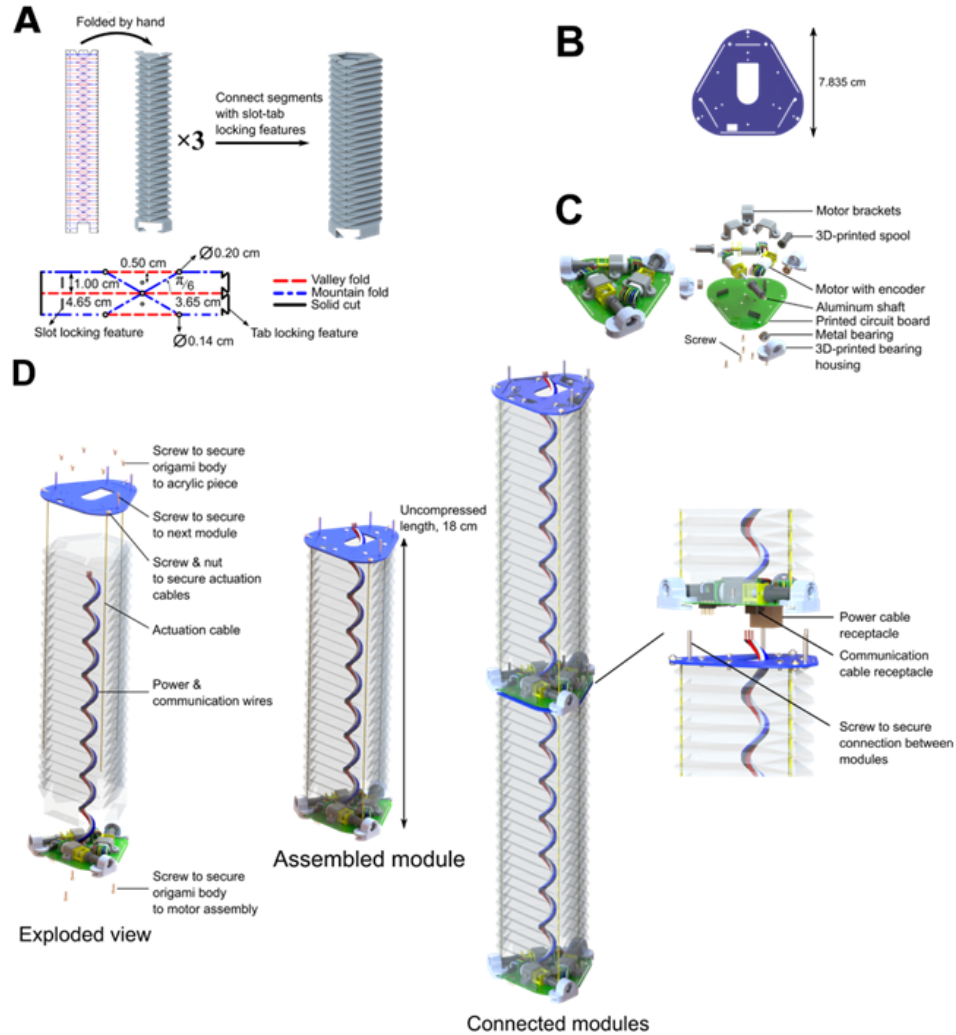 A
Folded by hand
×3
Connect segments
with slot-tab
locking features
0.50 cm
Ø0.20 cm
1.00 cm
π/6
4.65 cm
3.65 cm
Slot locking feature
Ø0.14 cm
Tab locking feature
Valley fold
Mountain fold
Solid cut
B
7.835 cm
C
Motor brackets
3D-printed spool
Motor with encoder
Aluminum shaft
Printed circuit board
Metal bearing
3D-printed bearing
housing
Screw
D
Screw to secure
origami body
to acrylic piece
Screw to secure
to next module
Screw & nut
to secure actuation
cables
Actuation cable
Power &
communication wires
Screw to secure
origami body
to motor assembly
Exploded view
Uncompressed
length, 18 cm
Assembled module
Connected modules
Power cable
receptacle
Communication
cable receptacle
Screw to secure
connection between
modules